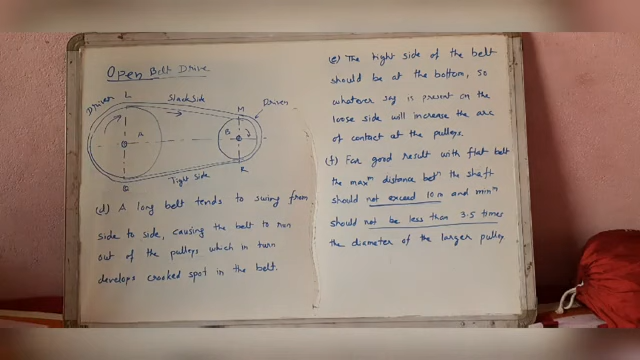 Open Belt Drive
L
Slack Side
M
Driven
Driver
A
B
Q
Tight Side
K
(d) A long belt tends to swing from
side to side, causing the belt to run
out of the pulleys which in turn
develops crooked spot in the belt.
(e) The tight side of the belt
should be at the bottom, so
whatever sag is present on the
loose side will increase the arc
of contact at the pulleys.
(f) For good result with flat belt
the maxᵐ distance betⁿ the shaft
should not exceed 10 m and minᵐ
should not be less than 3.5 times
the diameter of the larger pulley